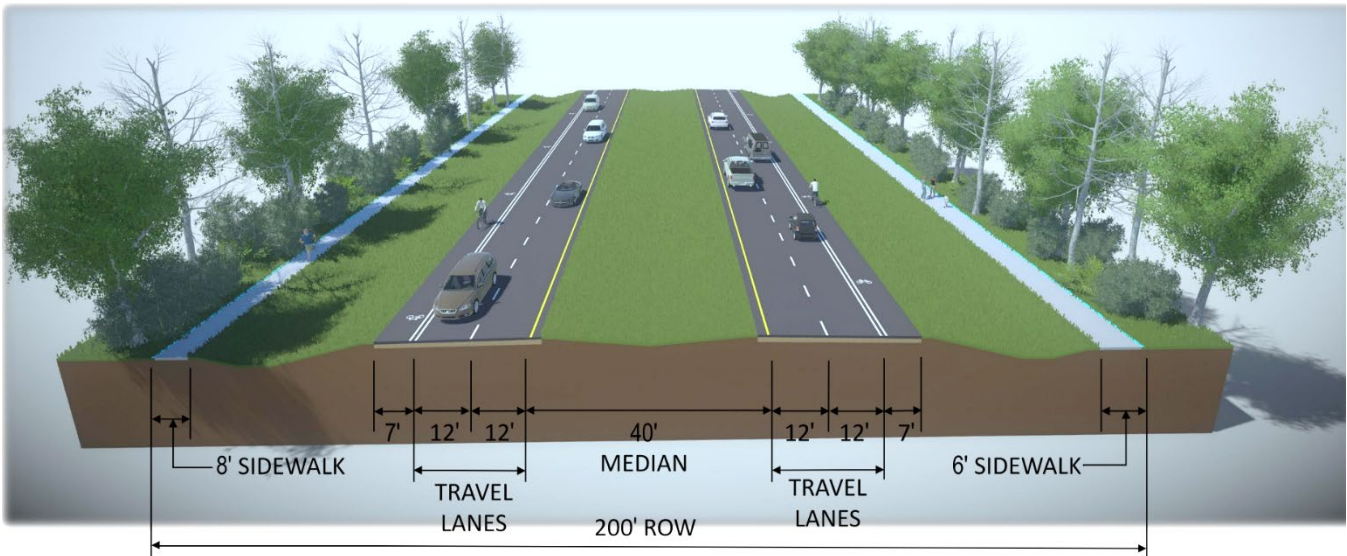 7' 12' 12' 40' 12' 12' 7'
8' SIDEWALK MEDIAN 6' SIDEWALK
TRAVEL TRAVEL
LANES LANES
200' ROW